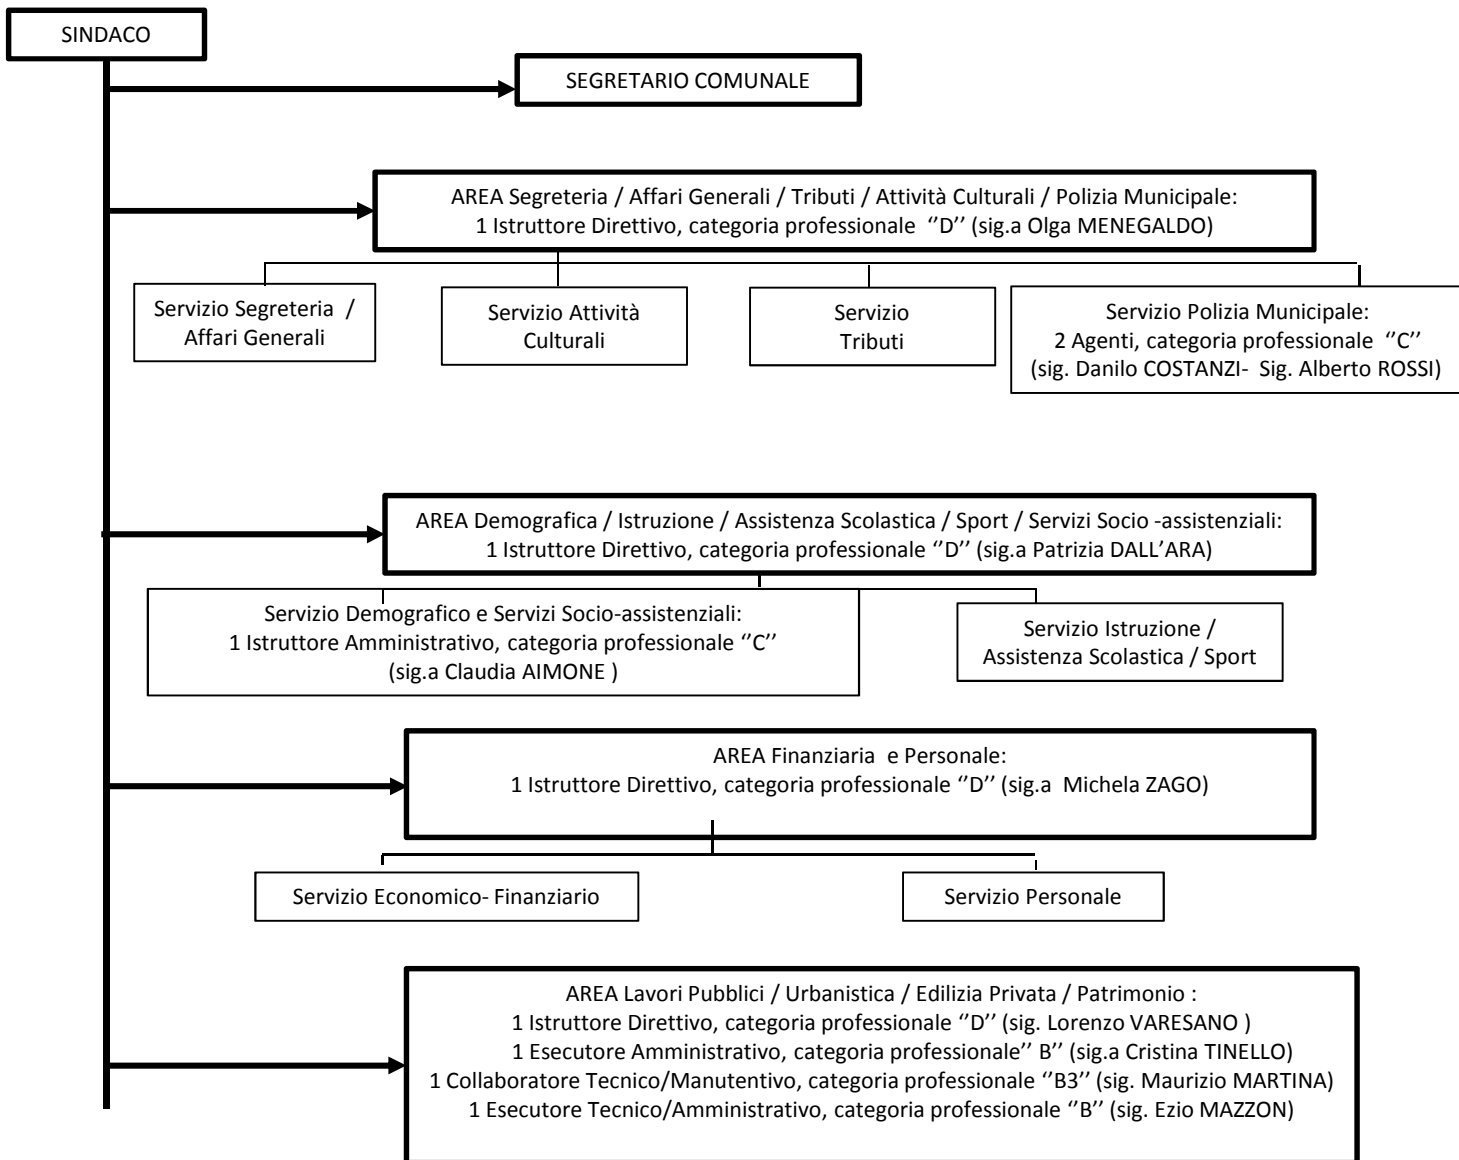 SINDACO
SEGRETARIO COMUNALE
AREA Segreteria / Affari Generali / Tributi / Attività Culturali / Polizia Municipale:
1 Istruttore Direttivo, categoria professionale ‘’D’’ (sig.a Olga MENEGALDO)
Servizio Segreteria /
Affari Generali
Servizio Attività
Culturali
Servizio
Tributi
Servizio Polizia Municipale:
2 Agenti, categoria professionale ‘’C’’
(sig. Danilo COSTANZI- Sig. Alberto ROSSI)
AREA Demografica / Istruzione / Assistenza Scolastica / Sport / Servizi Socio -assistenziali:
1 Istruttore Direttivo, categoria professionale ‘’D’’ (sig.a Patrizia DALL’ARA)
Servizio Demografico e Servizi Socio-assistenziali:
1 Istruttore Amministrativo, categoria professionale ‘’C’’
(sig.a Claudia AIMONE )
Servizio Istruzione /
Assistenza Scolastica / Sport
AREA Finanziaria e Personale:
1 Istruttore Direttivo, categoria professionale ‘’D’’ (sig.a Michela ZAGO)
Servizio Economico- Finanziario
Servizio Personale
AREA Lavori Pubblici / Urbanistica / Edilizia Privata / Patrimonio :
1 Istruttore Direttivo, categoria professionale ‘’D’’ (sig. Lorenzo VARESANO )
1 Esecutore Amministrativo, categoria professionale’’ B’’ (sig.a Cristina TINELLO)
1 Collaboratore Tecnico/Manutentivo, categoria professionale ‘’B3’’ (sig. Maurizio MARTINA)
1 Esecutore Tecnico/Amministrativo, categoria professionale ‘’B’’ (sig. Ezio MAZZON)